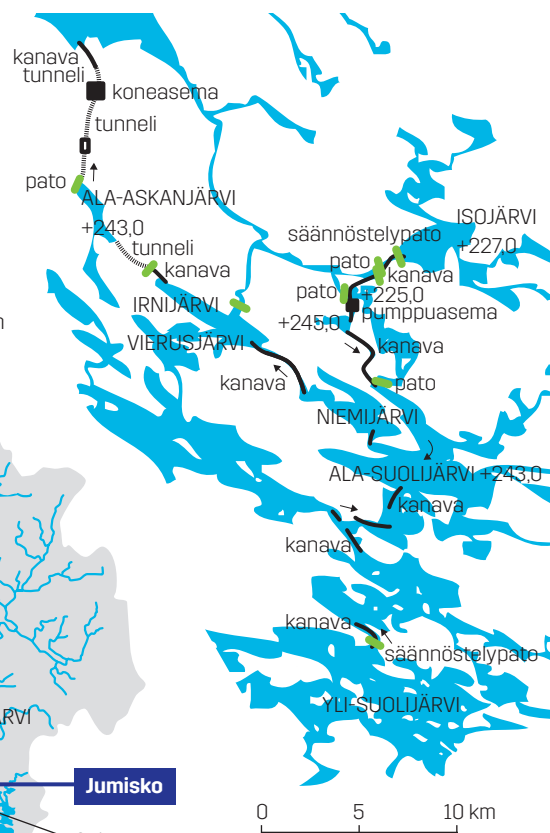 kanava
tunneli
koneasema
tunneli
pato
ALA-ASKANJÄRVI
+243,0
tunneli
kanava
ISOJÄRVI
+227,0
säännöstelypato
pato
kanava
pato
+225,0
pumppuasema
+245,0
IRNIJÄRVI
VIERUSJÄRVI
kanava
kanava
pato
NIEMIJÄRVI
ALA-SUOLIJÄRVI +243,0
kanava
kanava
kanava
säännöstelypato
YLI-SUOLIJÄRVI
ÄRVI
Jumisko
0 5 10 km